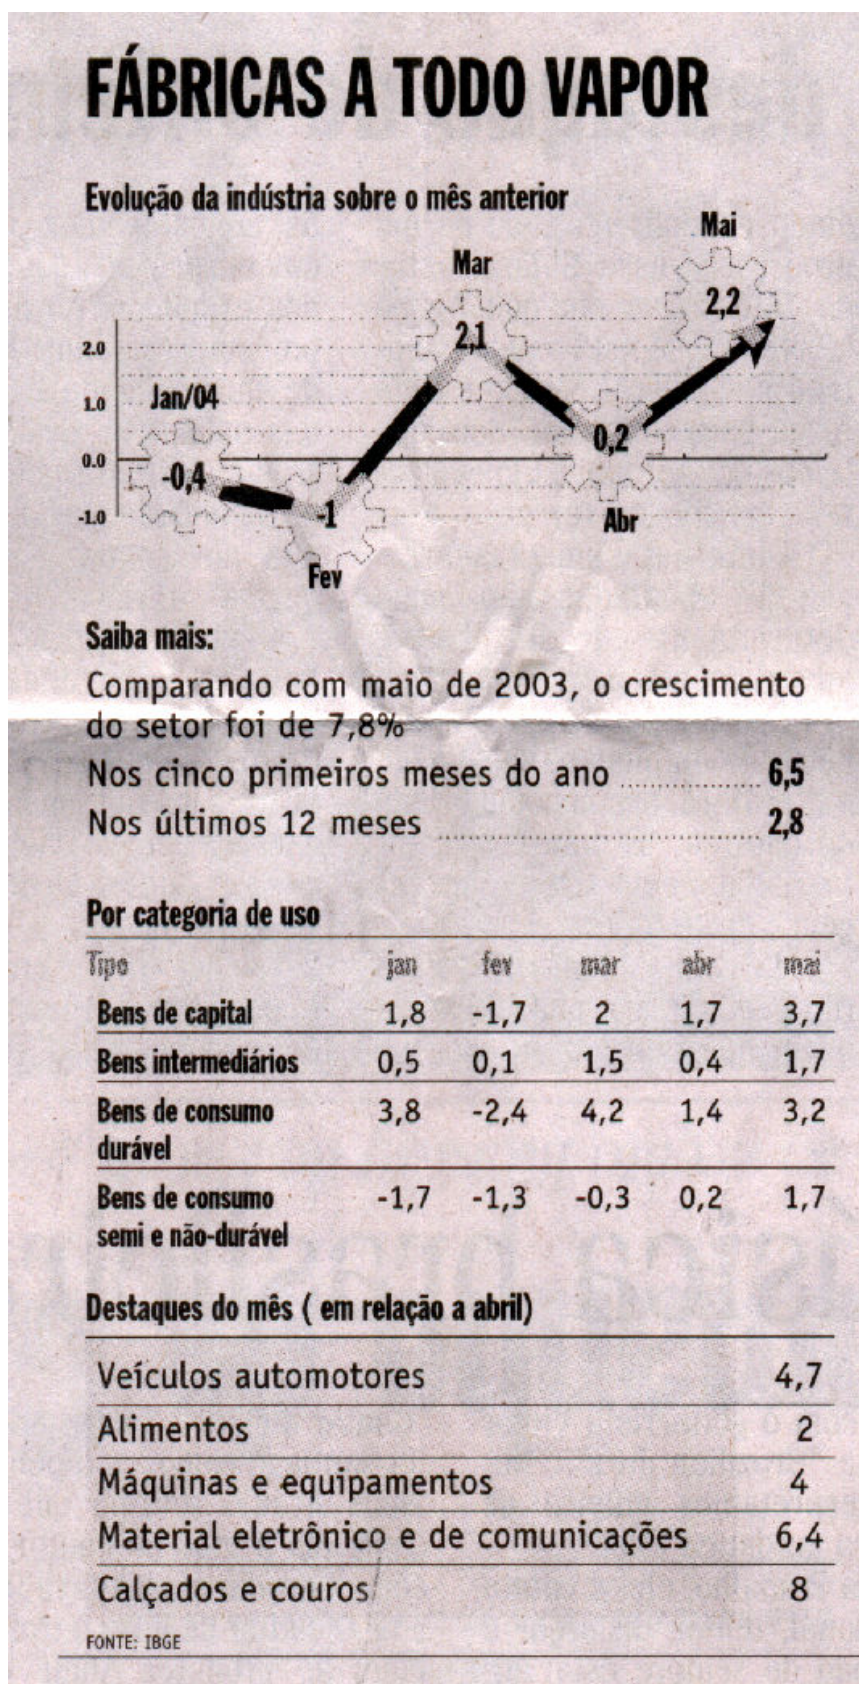 FÁBRICAS A TODO VAPOR
Evolução da indústria sobre o mês anterior
Mai
Mar
2,2
2,1
2.0
Jan/04
1.0
0,2
0.0
-0,4
-1
-1.0
Abr
Fev
Saiba mais:
Comparando com maio de 2003, o crescimento
do setor foi de 7,8%
Nos cinco primeiros meses do ano ................ 6,5
Nos últimos 12 meses ...................................... 2,8
Por categoria de uso
Tipo jan fev mar abr mai
Bens de capital 1,8 -1,7 2 1,7 3,7
Bens intermediários 0,5 0,1 1,5 0,4 1,7
Bens de consumo 3,8 -2,4 4,2 1,4 3,2
durável
Bens de consumo -1,7 -1,3 -0,3 0,2 1,7
semi e não-durável
Destaques do mês ( em relação a abril)
Veículos automotores 4,7
Alimentos 2
Máquinas e equipamentos 4
Material eletrônico e de comunicações 6,4
Calçados e couros 8
FONTE: IBGE